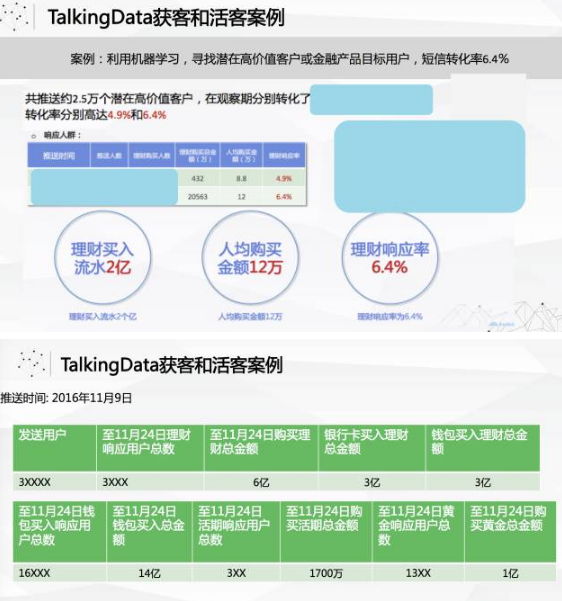 TalkingData获客和活客案例
案例：利用机器学习，寻找潜在高价值客户或金融产品目标用户，短信转化率6.4%
共推送约2.5万个潜在高价值客户，在观察期分别转化了
转化率分别高达4.9%和6.4%
响应人群：
推送时间 推送人数 理财购买人数 理财购买总金额（万） 人均购买金额（万） 理财响应率
432 8.8 4.9%
20563 12 6.4%
理财买入
流水2亿
人均购买
金额12万
理财响应率
6.4%
理财买入流水2个亿
人均购买金额12万
理财响应率为6.4%
TalkingData获客和活客案例
推送时间: 2016年11月9日
发送用户 至11月24日理财响应用户总数 至11月24日购买理财总金额 银行卡买入理财总金额 钱包买入理财总金额
3XXXX 3XXX 6亿 3亿 3亿
至11月24日钱包买入响应用户总数 至11月24日钱包买入总金额 至11月24日活期响应用户总数 至11月24日购买活期总金额 至11月24日黄金响应用户总数 至11月24日购买黄金总金额
16XXX 14亿 3XX 1700万 13XX 1亿